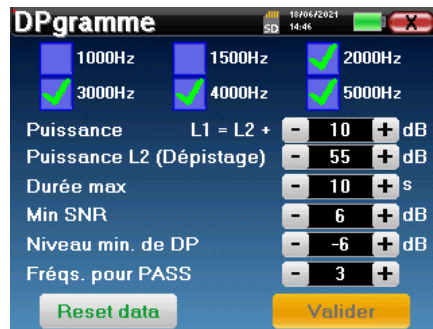 DPgramme SD 18/06/2021 14:46 X
1000Hz 1500Hz 2000Hz
3000Hz 4000Hz 5000Hz
Puissance L1 = L2 + - 10 + dB
Puissance L2 (Dépistage) - 55 + dB
Durée max - 10 + s
Min SNR - 6 + dB
Niveau min. de DP - -6 + dB
Fréqs. pour PASS - 3 +
Reset data Valider